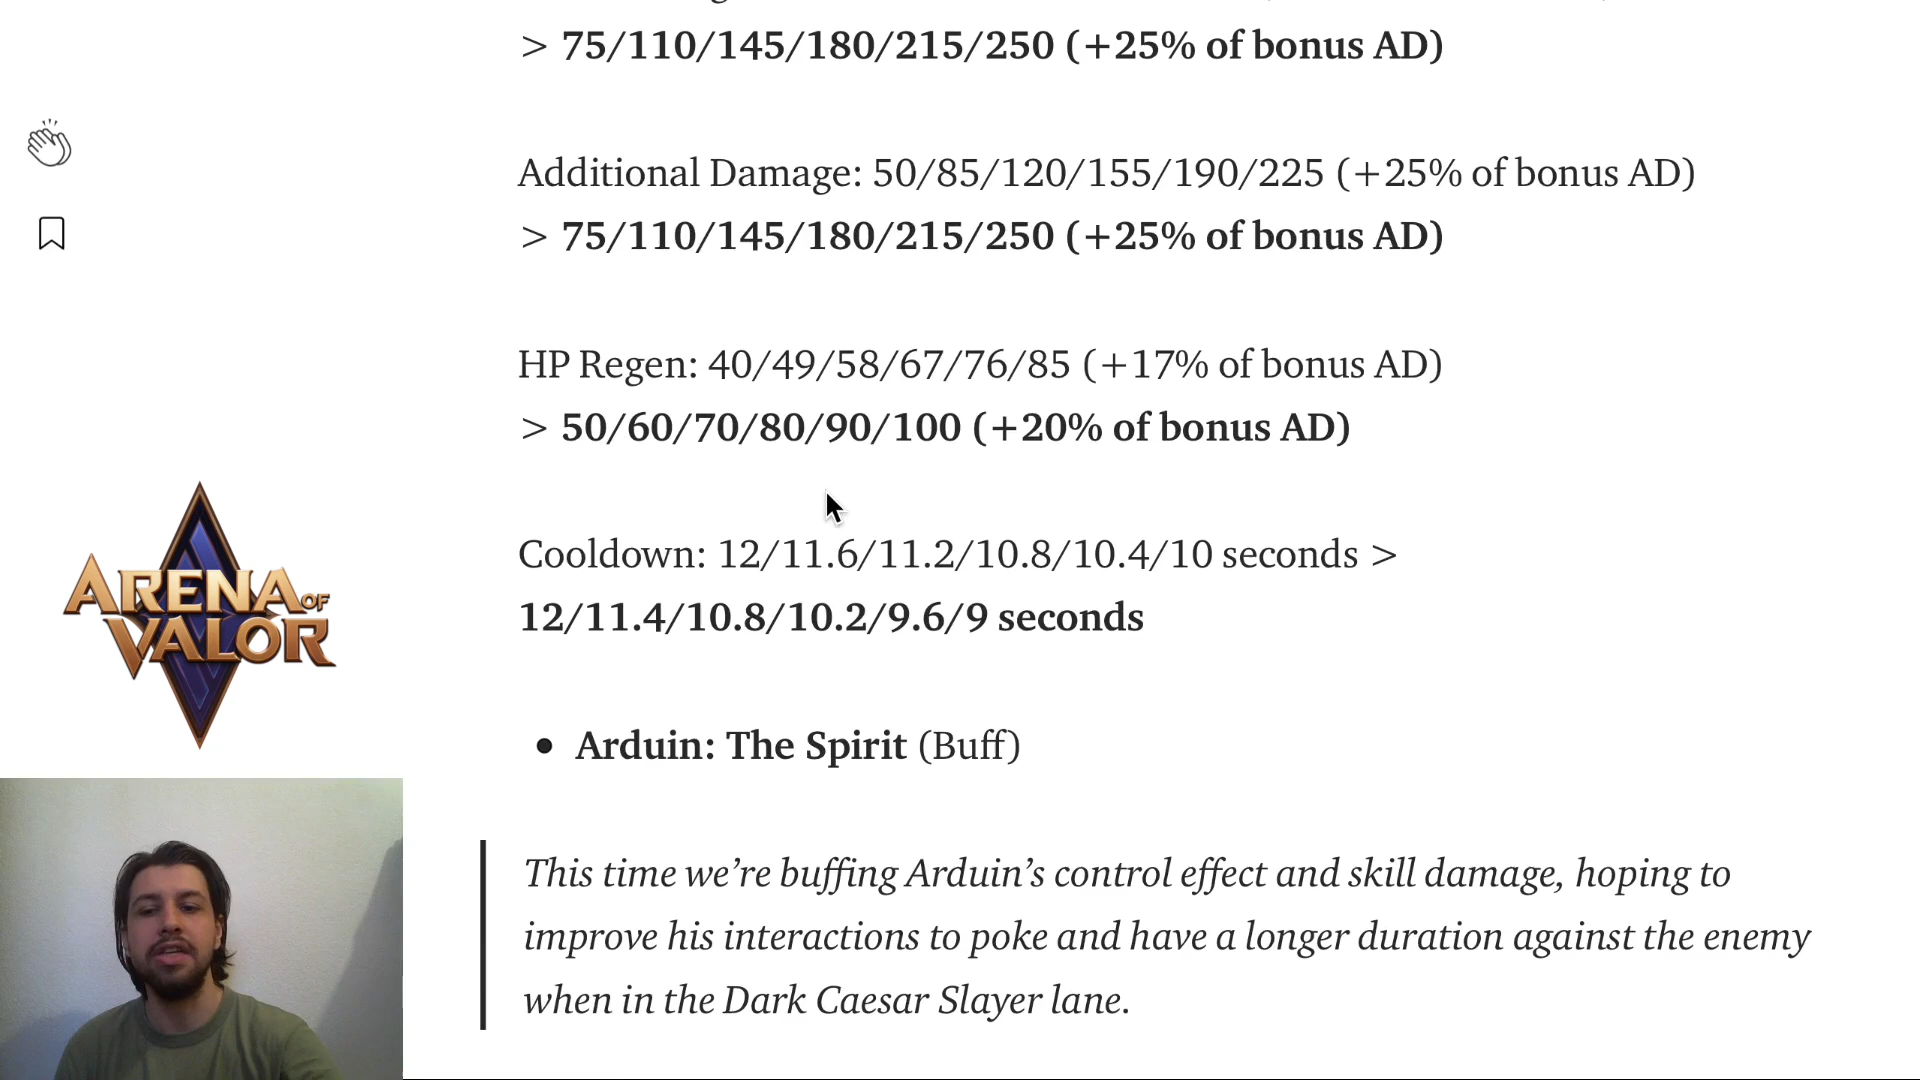 > 75/110/145/180/215/250 (+25% of bonus AD)
Additional Damage: 50/85/120/155/190/225 (+25% of bonus AD)
> 75/110/145/180/215/250 (+25% of bonus AD)
HP Regen: 40/49/58/67/76/85 (+17% of bonus AD)
> 50/60/70/80/90/100 (+20% of bonus AD)
Cooldown: 12/11.6/11.2/10.8/10.4/10 seconds >
12/11.4/10.8/10.2/9.6/9 seconds
• Arduin: The Spirit (Buff)
This time we’re buffing Arduin’s control effect and skill damage, hoping to
improve his interactions to poke and have a longer duration against the enemy
when in the Dark Caesar Slayer lane.
ARENA OF
VALOR